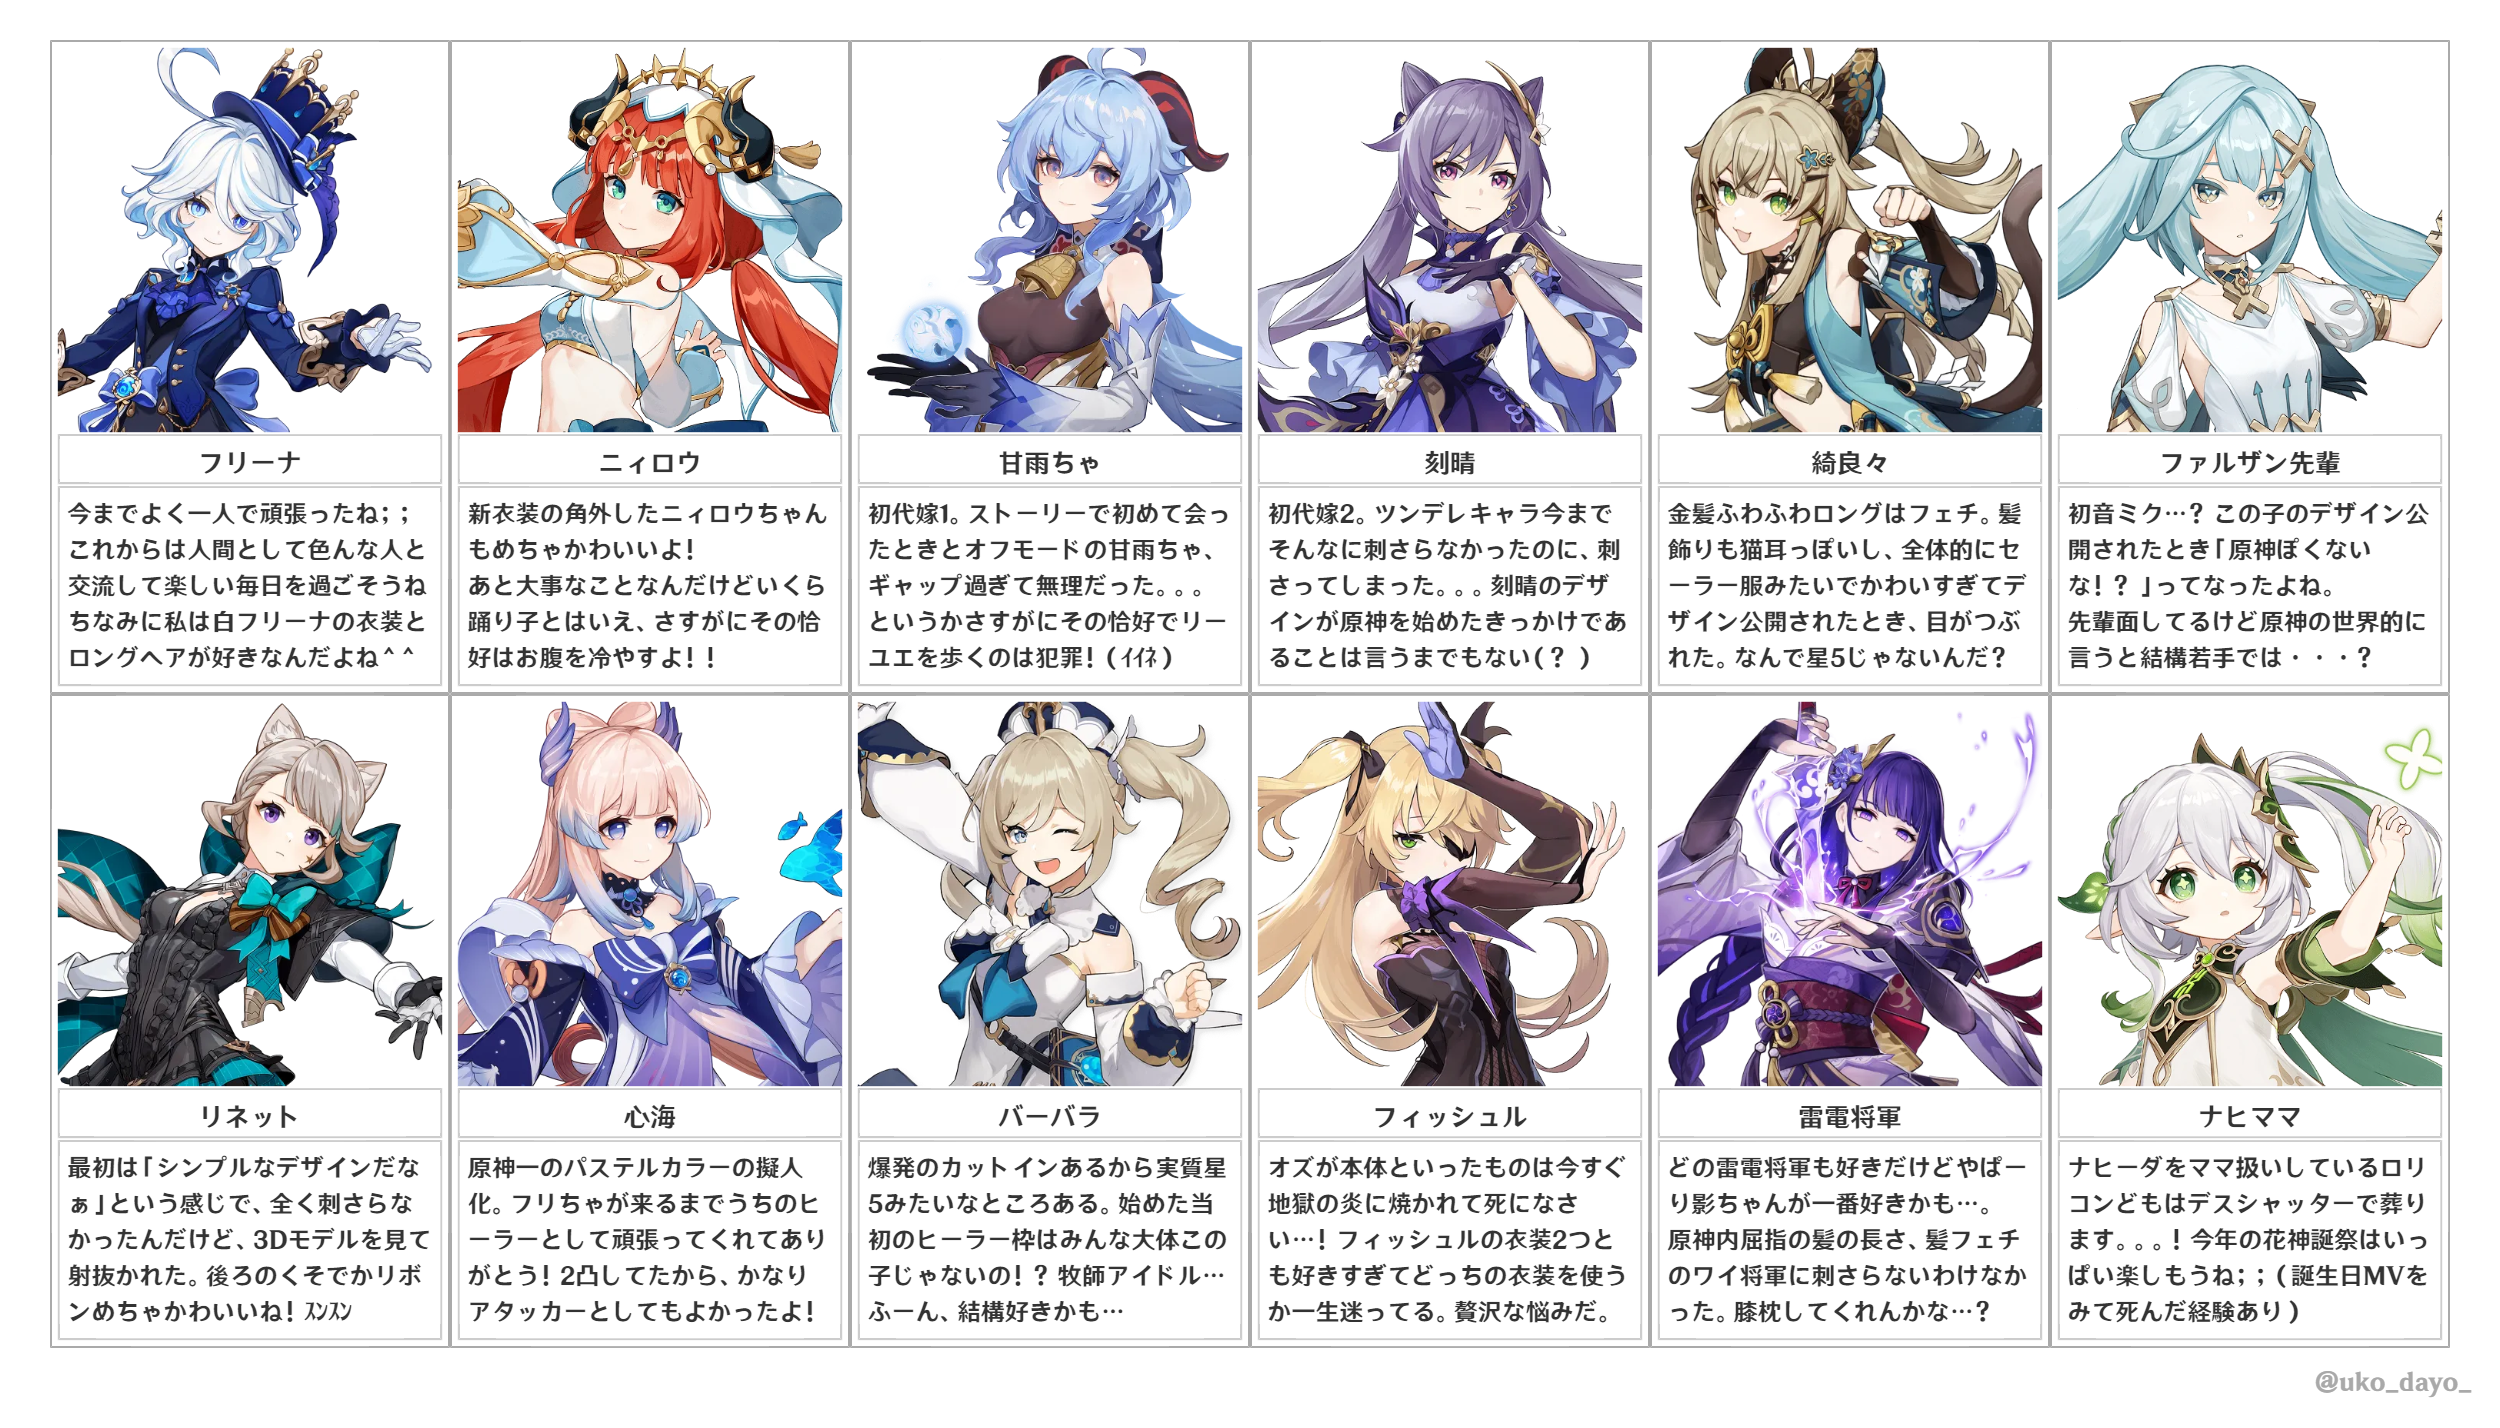 フリーナ
今までよく一人で頑張ったね；；
これからは人間として色んな人と
交流して楽しい毎日を過ごそうね
ちなみに私は白フリーナの衣装と
ロングヘアが好きなんだよね＾＾
ニィロウ
新衣装の角外したニィロウちゃん
もめちゃかわいいよ！
あと大事なことなんだけどいくら
踊り子とはいえ、さすがにその恰
好はお腹を冷やすよ！！
甘雨ちゃ
初代嫁1。ストーリーで初めて会っ
たときとオフモードの甘雨ちゃ、
ギャップ過ぎて無理だった。。。
というかさすがにその恰好でリー
ユエを歩くのは犯罪！（ｲｲﾈ）
刻晴
初代嫁2。ツンデレキャラ今まで
そんなに刺さらなかったのに、刺
さってしまった。。。刻晴のデザ
インが原神を始めたきっかけであ
ることは言うまでもない（？）
綺良々
金髪ふわふわロングはフェチ。髪
飾りも猫耳っぽいし、全体的にセ
ーラー服みたいでかわいすぎてデ
ザイン公開されたとき、目がつぶ
れた。なんで星5じゃないんだ？
ファルザン先輩
初音ミク…？この子のデザイン公
開されたとき「原神ぽくない
な！？」ってなったよね。
先輩面してるけど原神の世界的に
言うと結構若手では・・・？
リネット
最初は「シンプルなデザインだな
ぁ」という感じで、全く刺さらな
かったんだけど、3Dモデルを見て
射抜かれた。後ろのくそでかリボ
ンめちゃかわいいね！ｽﾝｽﾝ
心海
原神一のパステルカラーの擬人
化。フリちゃが来るまでうちのヒ
ーラーとして頑張ってくれてあり
がとう！2凸してたから、かなり
アタッカーとしてもよかったよ！
バーバラ
爆発のカットインあるから実質星
5みたいなところある。始めた当
初のヒーラー枠はみんな大体この
子じゃないの！？牧師アイドル…
ふーん、結構好きかも…
フィッシュル
オズが本体といったものは今すぐ
地獄の炎に焼かれて死になさ
い…！フィッシュルの衣装2つと
も好きすぎてどっちの衣装を使う
か一生迷ってる。贅沢な悩みだ。
雷電将軍
どの雷電将軍も好きだけどやぱー
り影ちゃんが一番好きかも…。
原神内屈指の髪の長さ、髪フェチ
のワイ将軍に刺さらないわけなか
った。膝枕してくれんかな…？
ナヒママ
ナヒーダをママ扱いしているロリ
コンどもはデスシャッターで葬り
ます。。。！今年の花神誕祭はいっ
ぱい楽しもうね；；（誕生日MVを
みて死んだ経験あり）
@uko_dayo_